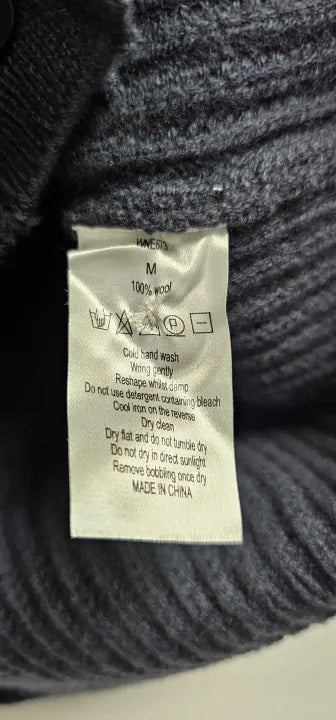 WNE673
M
100% wool
Cold hand wash
Wring gently
Reshape whilst damp
Do not use detergent containing bleach
Cool iron on the reverse
Dry clean
Dry flat and do not tumble dry
Do not dry in direct sunlight
Remove bobbling once dry
MADE IN CHINA